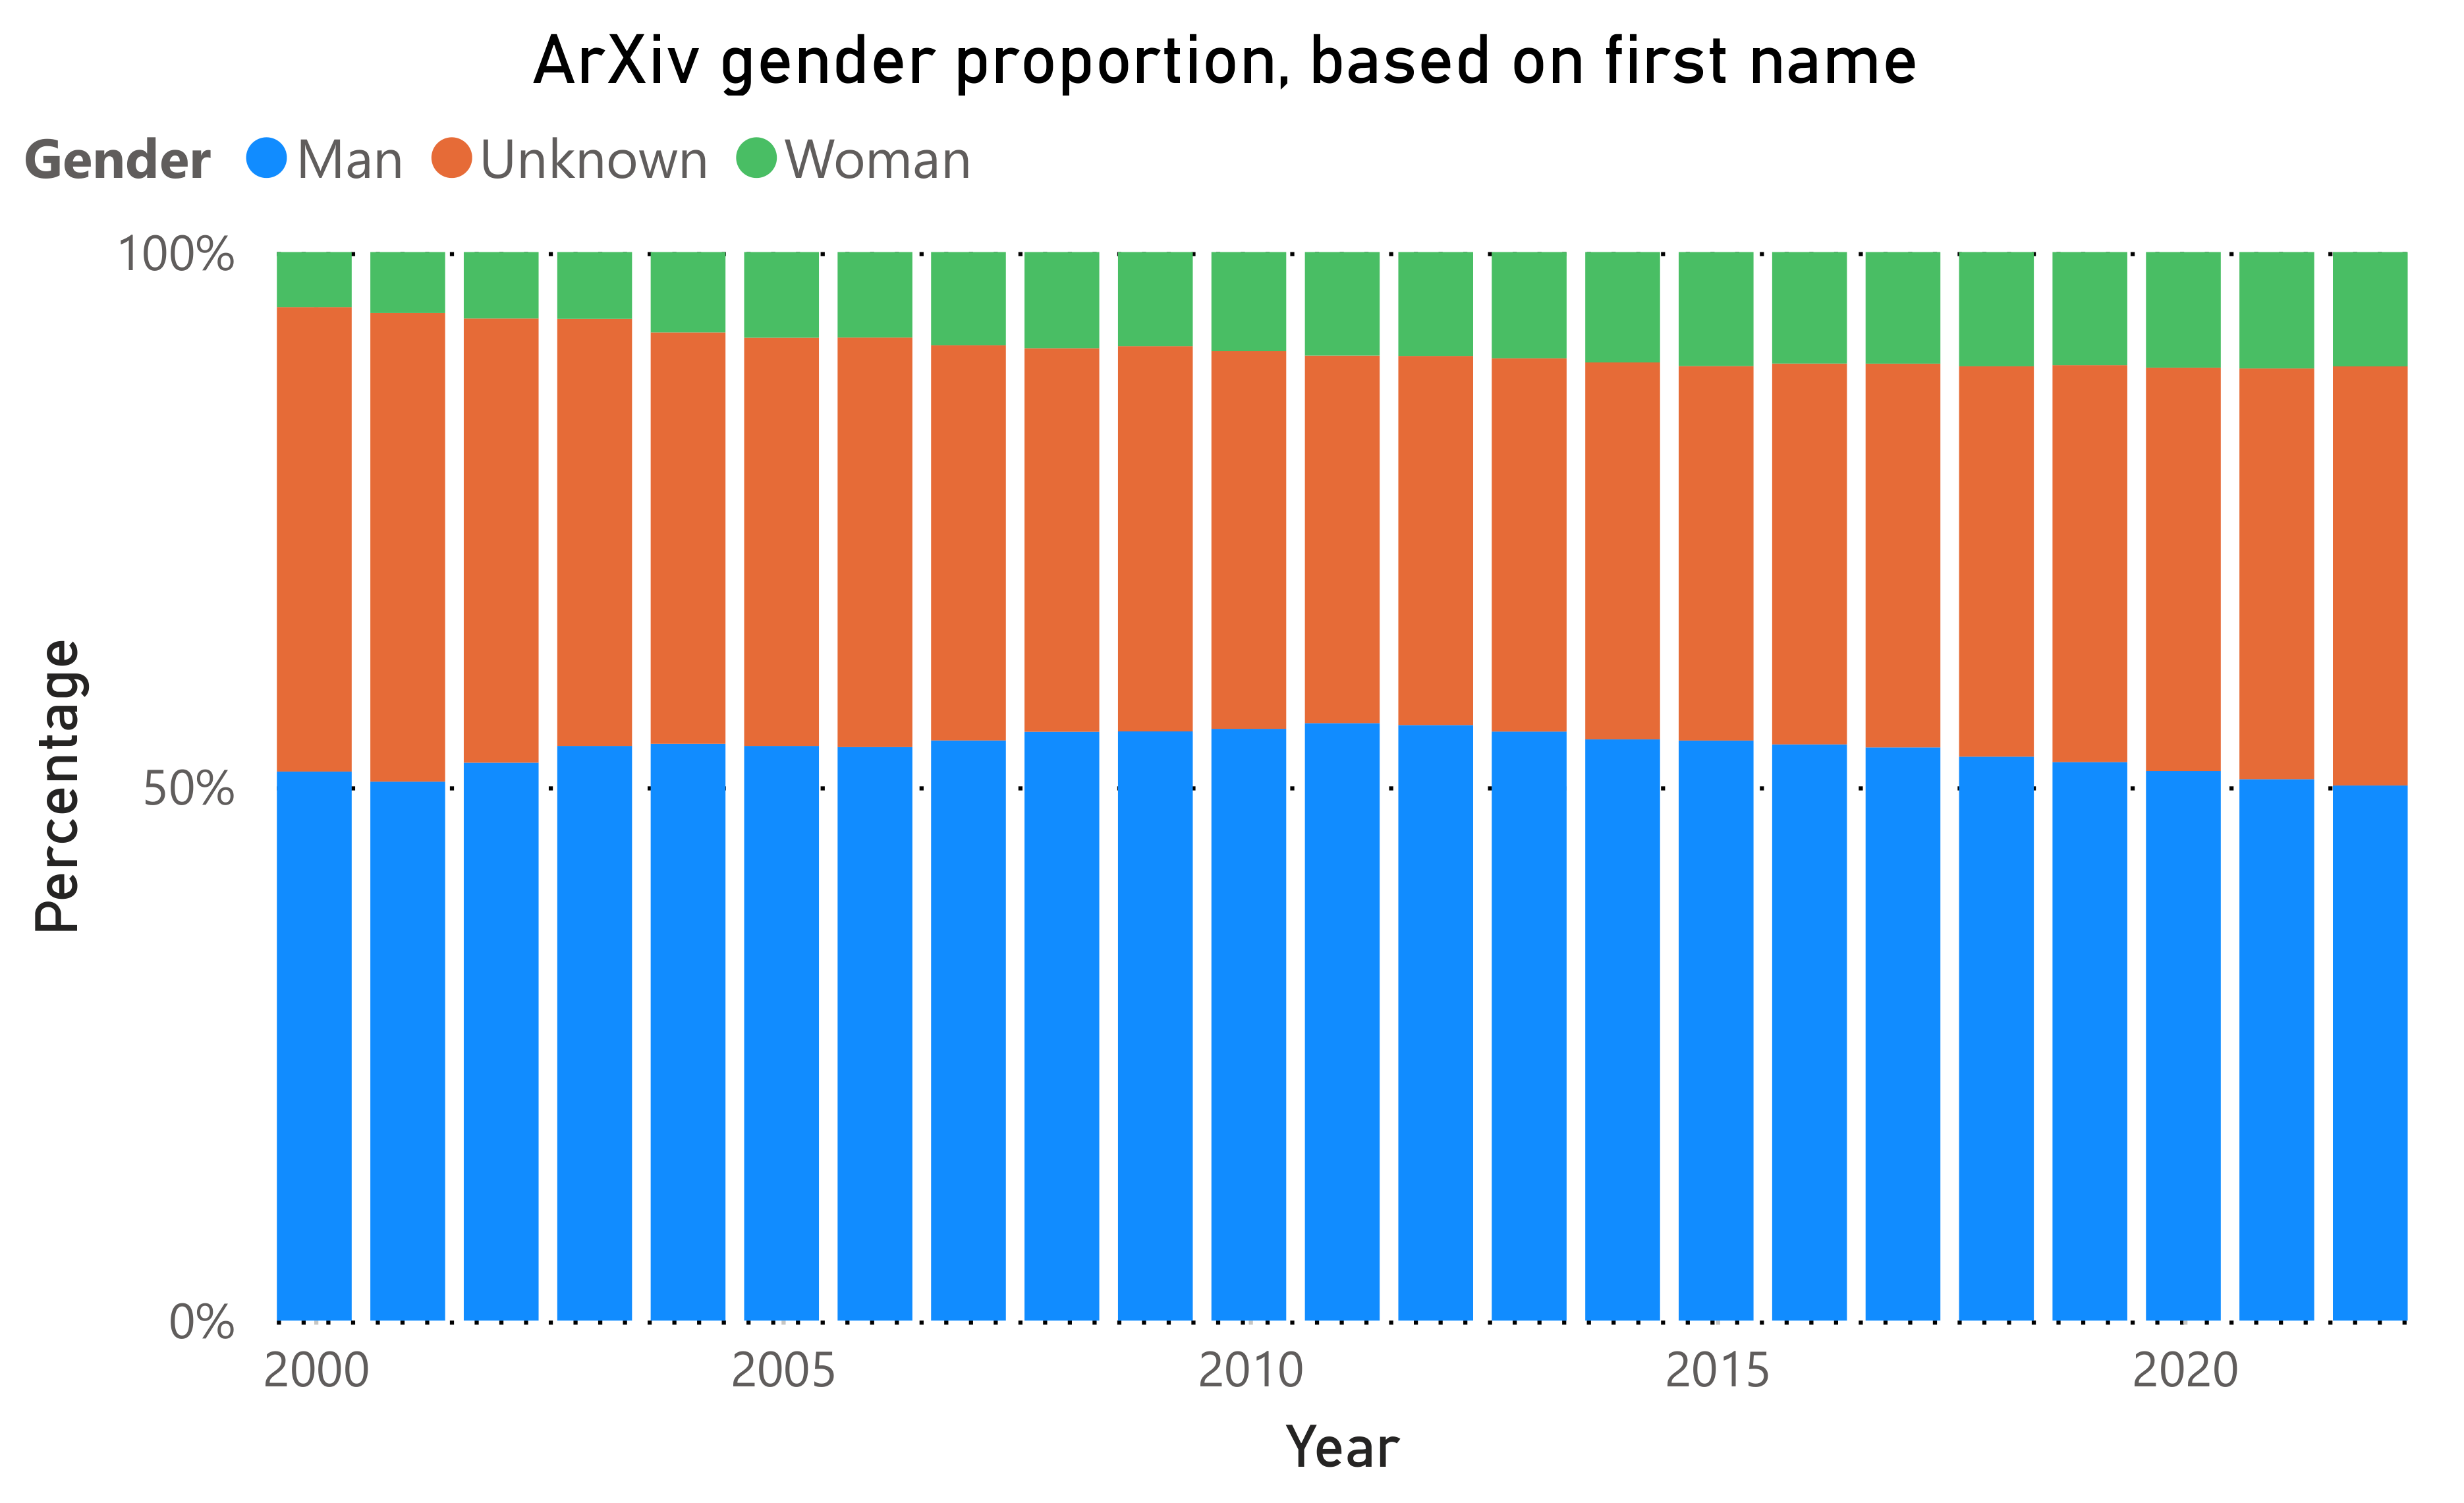 ArXiv gender proportion, based on first name
Gender Man Unknown Woman
100%
50%
0%
Percentage
2000 2005 2010 2015 2020
Year